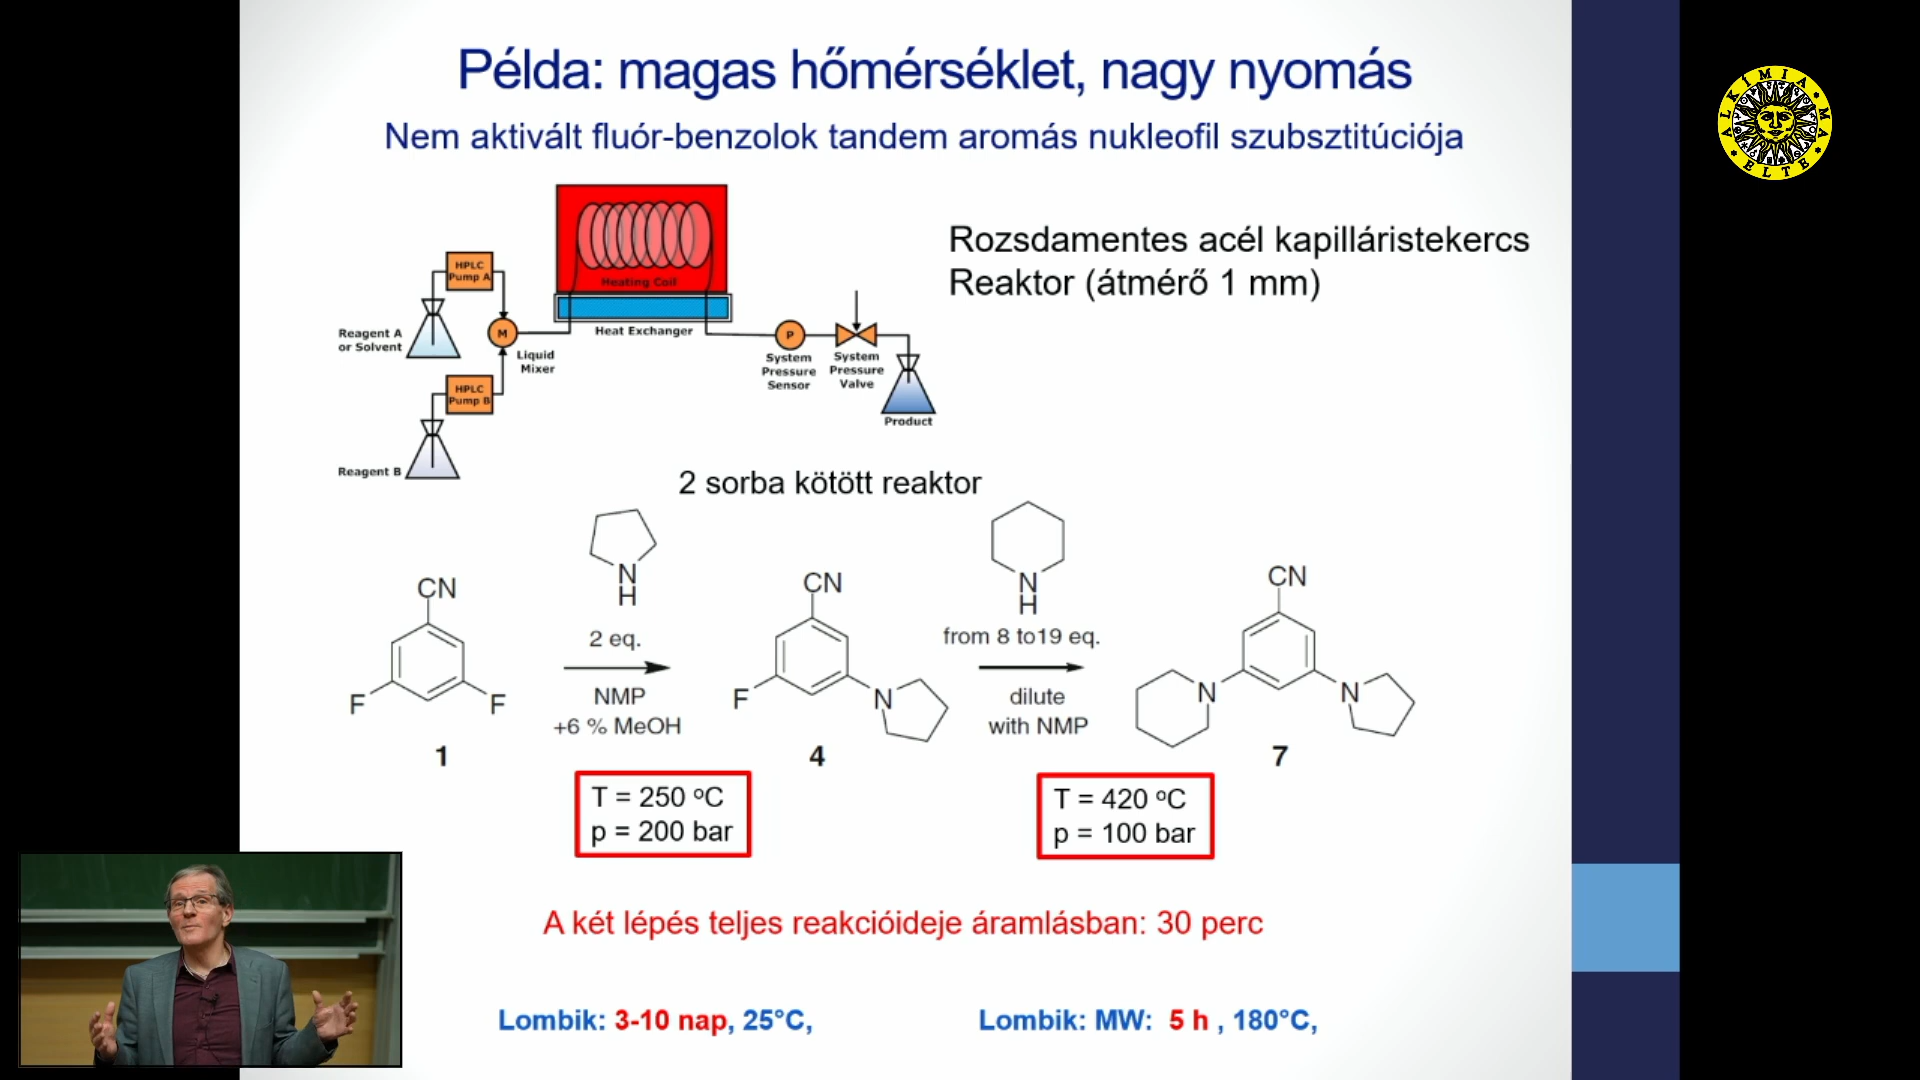 Példa: magas hőmérséklet, nagy nyomás
Nem aktivált fluór-benzolok tandem aromás nukleofil szubsztitúciója
ALKÍMIA MA
ELTE
Rozsdamentes acél kapilláristekercs
Reaktor (átmérő 1 mm)
HPLC
Pump A
Heating Coil
Heat Exchanger
Reagent A
or Solvent
M
Liquid
Mixer
P
System
Pressure
Sensor
System
Pressure
Valve
HPLC
Pump B
Product
Reagent B
2 sorba kötött reaktor
CN
F
F
1
N
H
2 eq.
NMP
+6 % MeOH
CN
F
N
4
N
H
from 8 to19 eq.
dilute
with NMP
CN
N
N
7
T = 250 ºC
p = 200 bar
T = 420 ºC
p = 100 bar
A két lépés teljes reakcióideje áramlásban: 30 perc
Lombik: 3-10 nap, 25°C,
Lombik: MW: 5 h , 180°C,